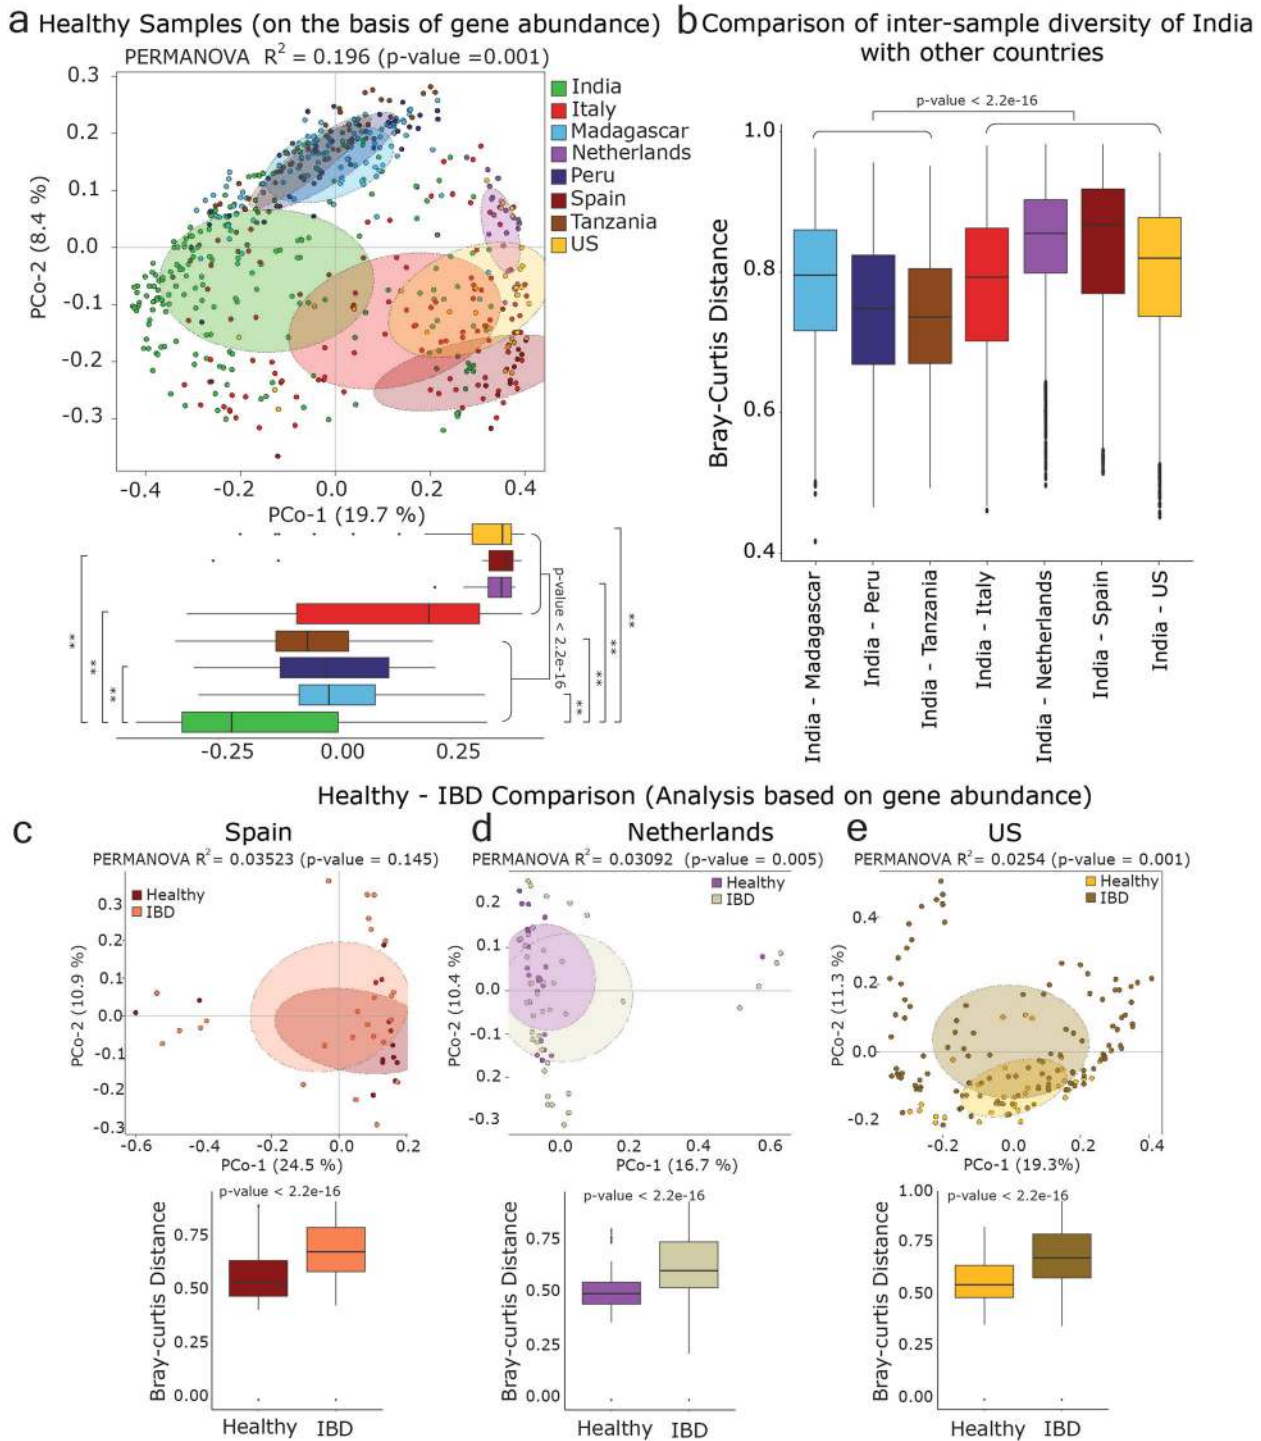 a Healthy Samples (on the basis of gene abundance)
PERMANOVA R2 = 0.196 (p-value =0.001)
0.3
0.2
0.1
0.0
-0.1
-0.2
-0.3
PCo-2 (8.4 %)
-0.4 -0.2 0.0 0.2 0.4
PCo-1 (19.7 %)
India
Italy
Madagascar
Netherlands
Peru
Spain
Tanzania
US
**
**
**
p-value < 2.2e-16
**
**
**
**
-0.25 0.00 0.25
b Comparison of inter-sample diversity of India
with other countries
p-value < 2.2e-16
1.0
0.8
0.6
0.4
Bray-Curtis Distance
India - Madagascar
India - Peru
India - Tanzania
India - Italy
India - Netherlands
India - Spain
India - US
Healthy - IBD Comparison (Analysis based on gene abundance)
c Spain
PERMANOVA R2= 0.03523 (p-value = 0.145)
Healthy
IBD
0.3
0.2
0.1
0.0
-0.1
-0.2
-0.3
PCo-2 (10.9 %)
-0.6 -0.4 -0.2 0.0 0.2
PCo-1 (24.5 %)
p-value < 2.2e-16
0.75
0.50
0.25
0.00
Bray-curtis Distance
Healthy IBD
d Netherlands
PERMANOVA R2= 0.03092 (p-value = 0.005)
Healthy
IBD
0.2
0.1
0.0
-0.1
0.2
-0.3
PCo-2 (10.4 %)
0.0 0.2 0.4 0.6
PCo-1 (16.7 %)
p-value < 2.2e-16
0.75
0.50
0.25
0.00
Bray-curtis Distance
Healthy IBD
e US
PERMANOVA R2= 0.0254 (p-value = 0.001)
Healthy
IBD
0.4
0.2
0.0
-0.2
PCo-2 (11.3 %)
-0.2 0.0 0.2 0.4
PCo-1 (19.3%)
p-value < 2.2e-16
1.00
0.75
0.50
0.25
0.00
Bray-curtis Distance
Healthy IBD